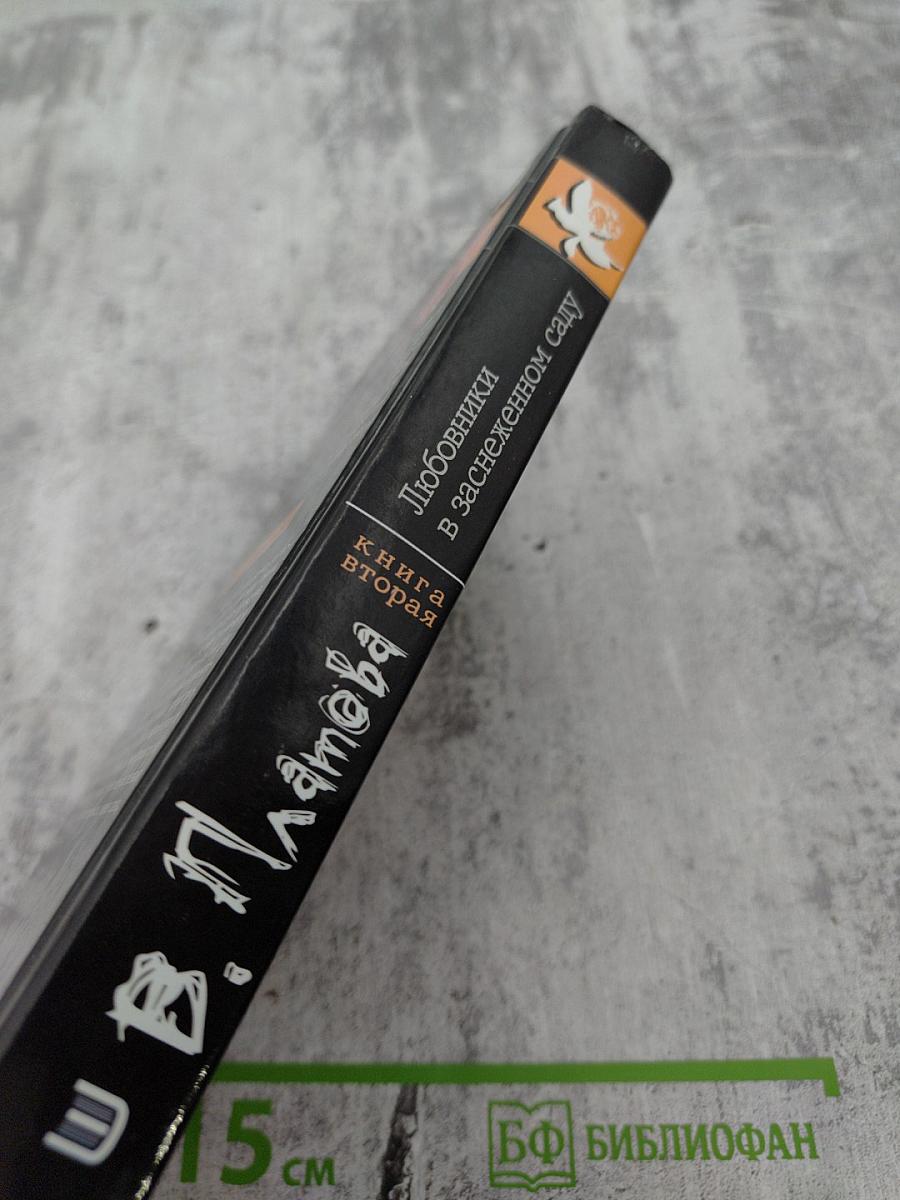 В. Платова
книга
вторая
Любовники
в заснеженном саду
15 см
БФ БИБЛИОФАН